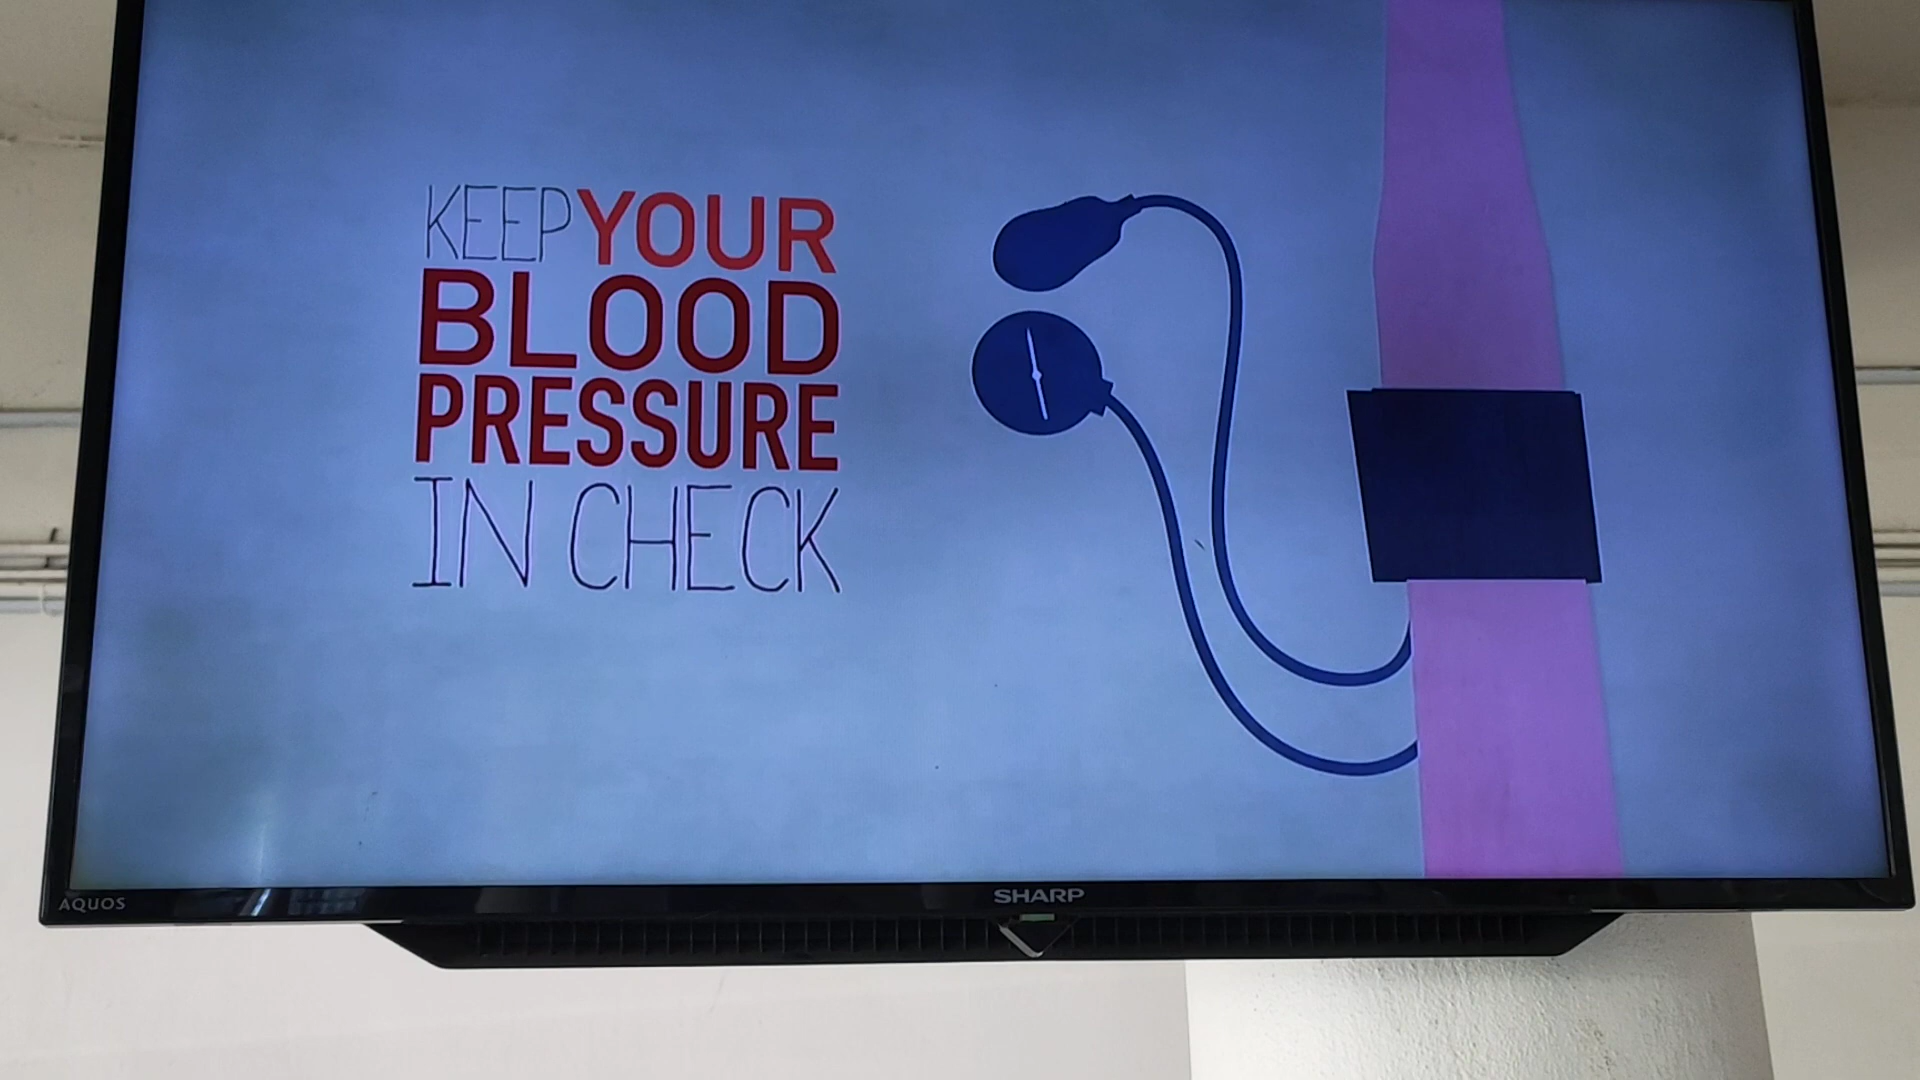 KEEP YOUR
BLOOD
PRESSURE
IN CHECK
AQUOS
SHARP